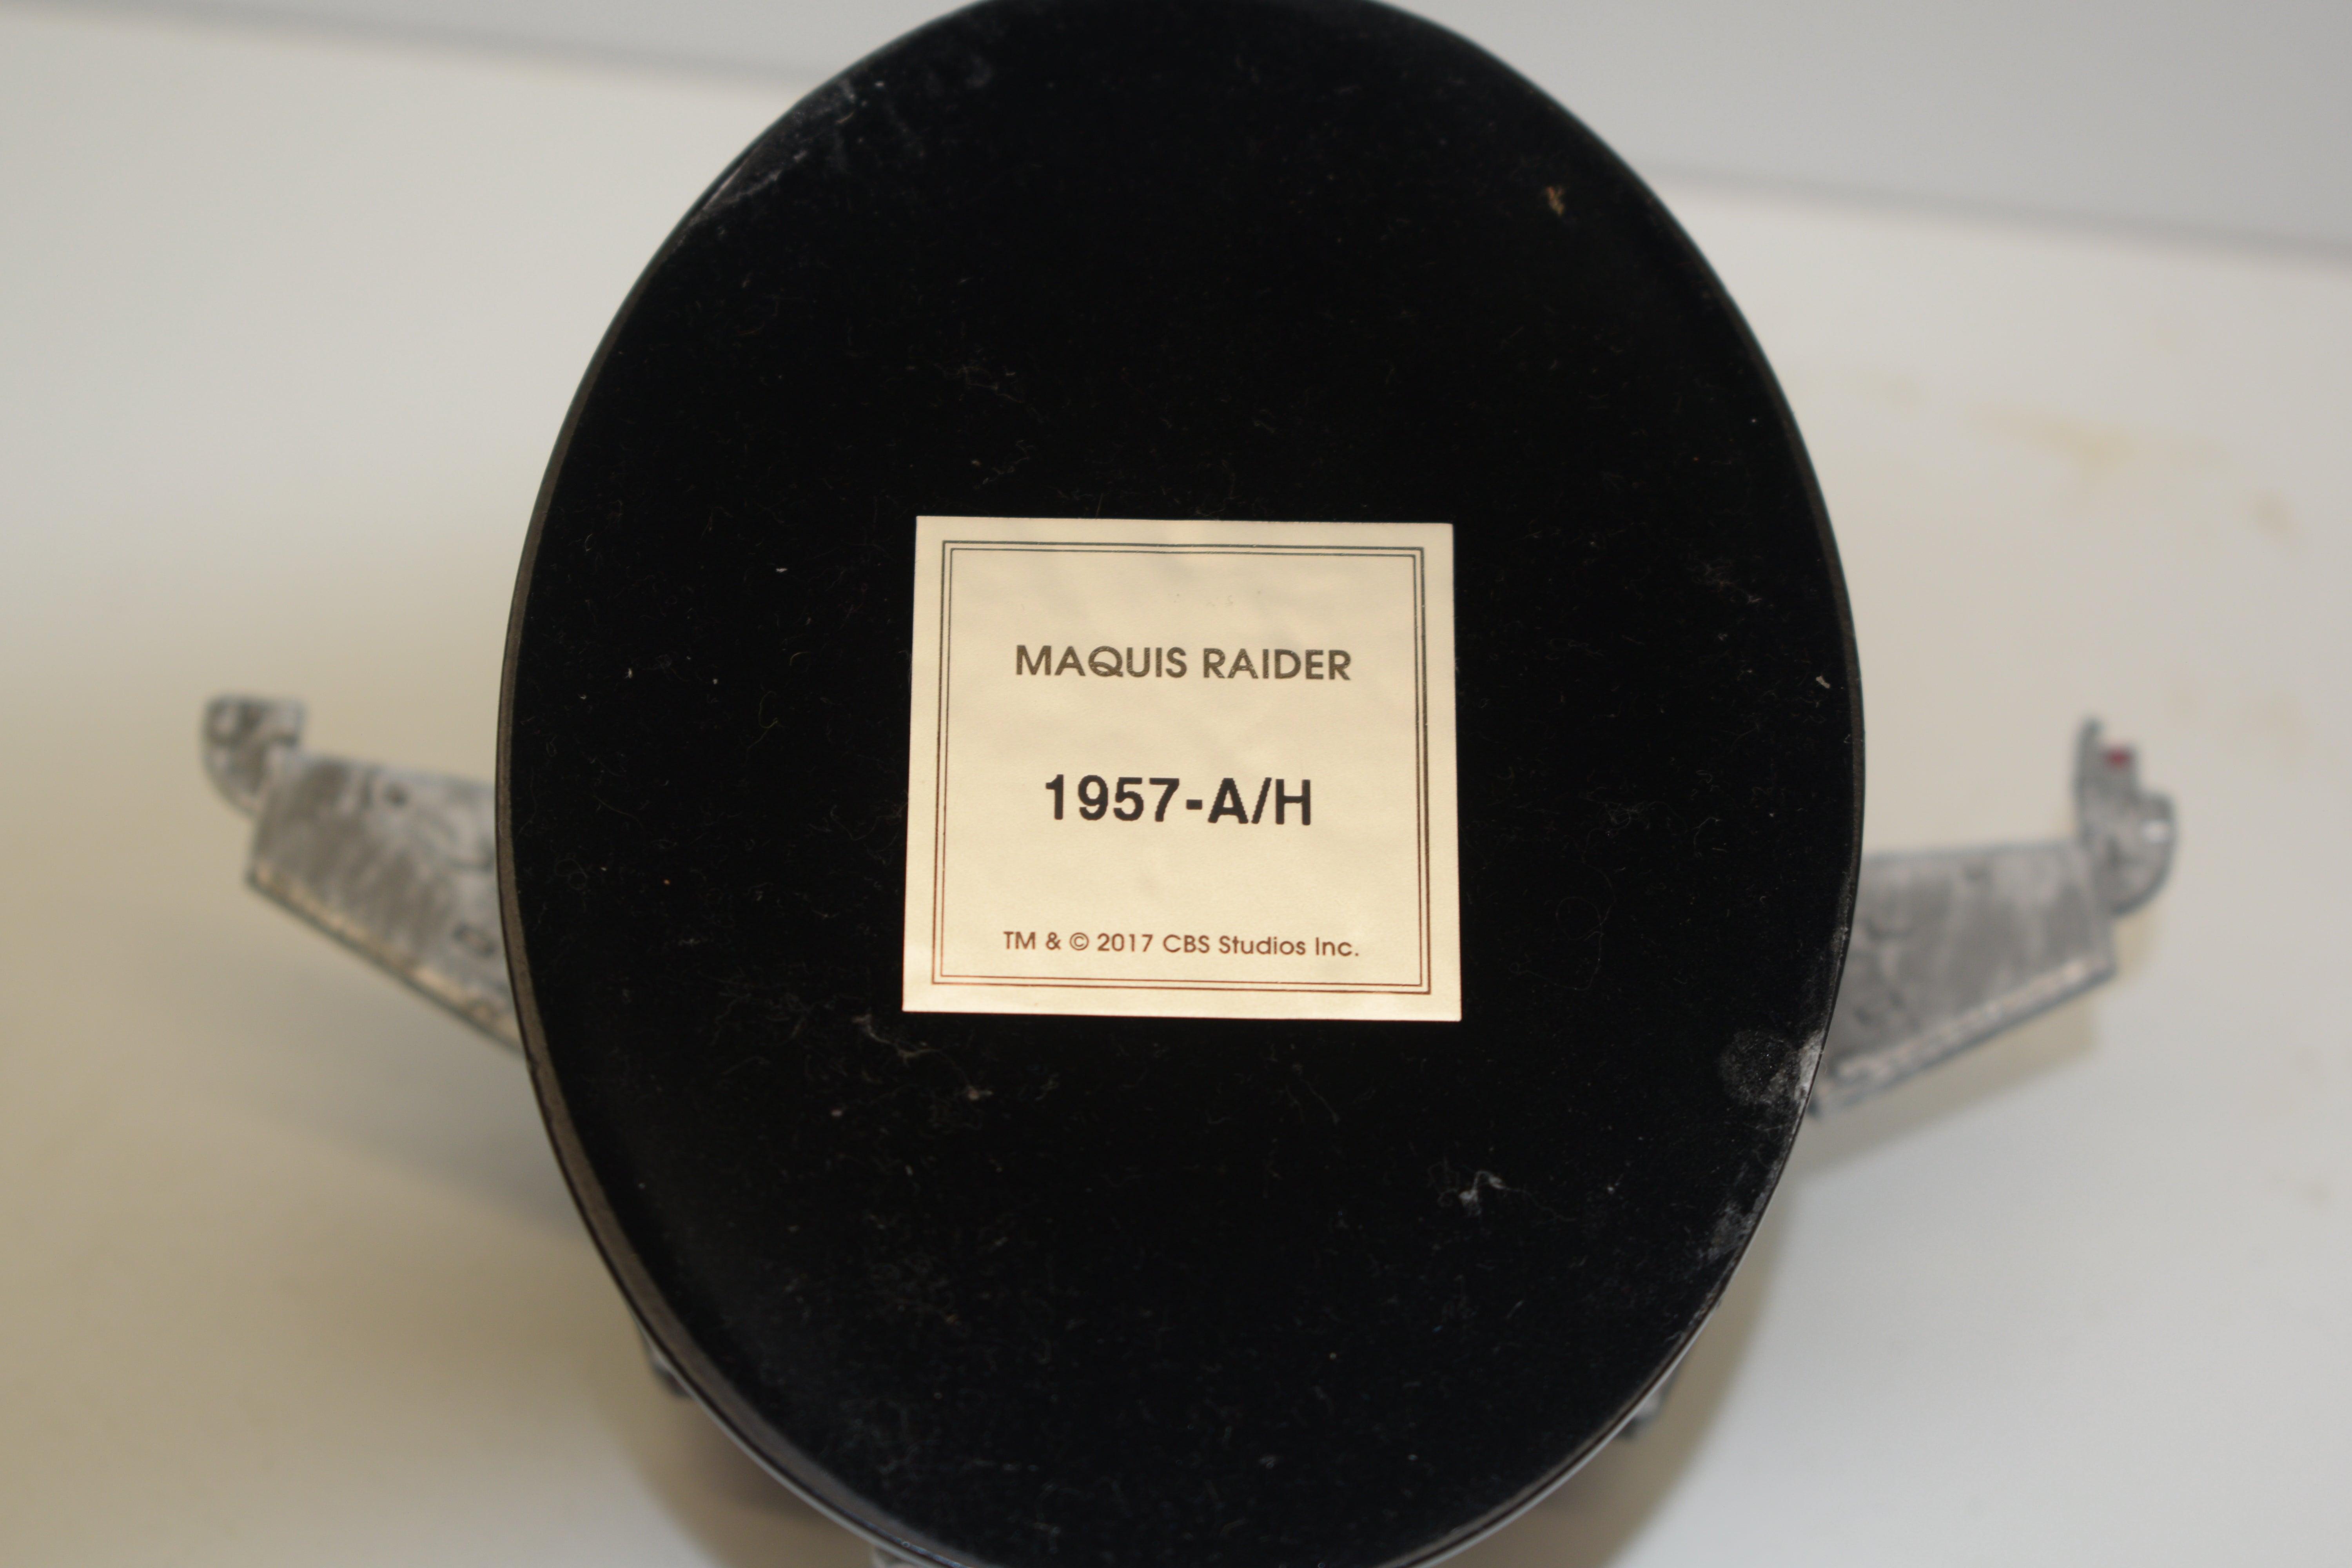 MAQUIS RAIDER
1957-A/H
TM & © 2017 CBS Studios Inc.